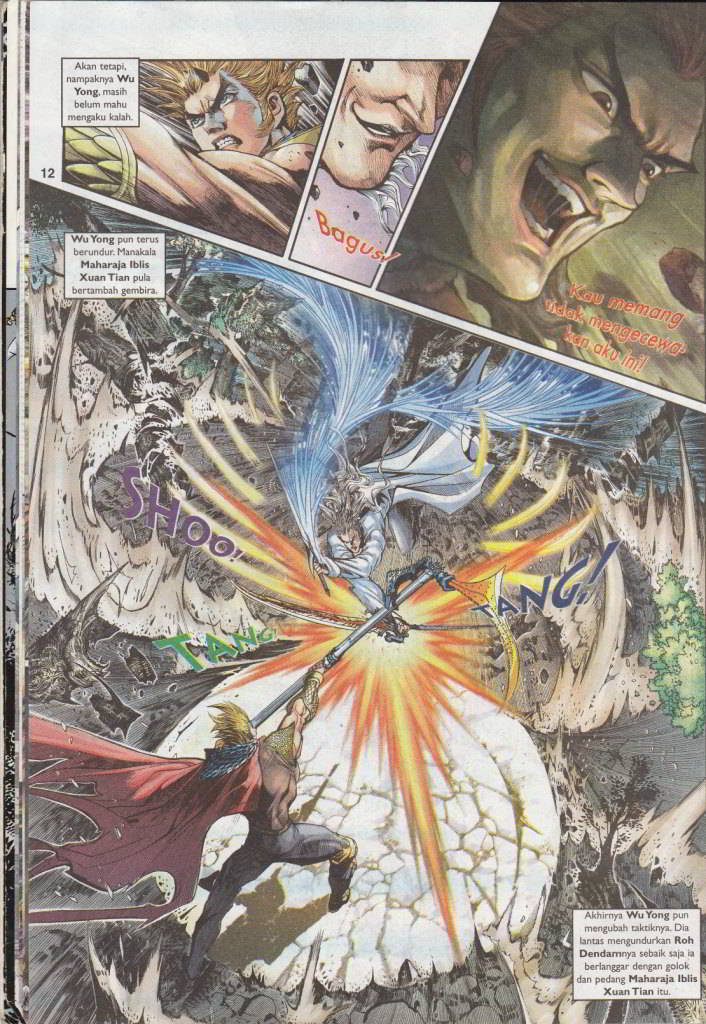 Akan tetapi,
nampaknya Wu
Yong, masih
belum mahu
mengaku kalah.
Bagus!
Kau memang
tidak mengecewa-
kan aku ini!
12
Wu Yong pun terus
berundur. Manakala
Maharaja Iblis
Xuan Tian pula
bertambah gembira.
SHOO!
TANG!
TANG!
Akhirnya Wu Yong pun
mengubah taktiknya. Dia
lantas mengundurkan Roh
Dendamnya sebaik saja ia
berlanggar dengan golok
dan pedang Maharaja Iblis
Xuan Tian itu.